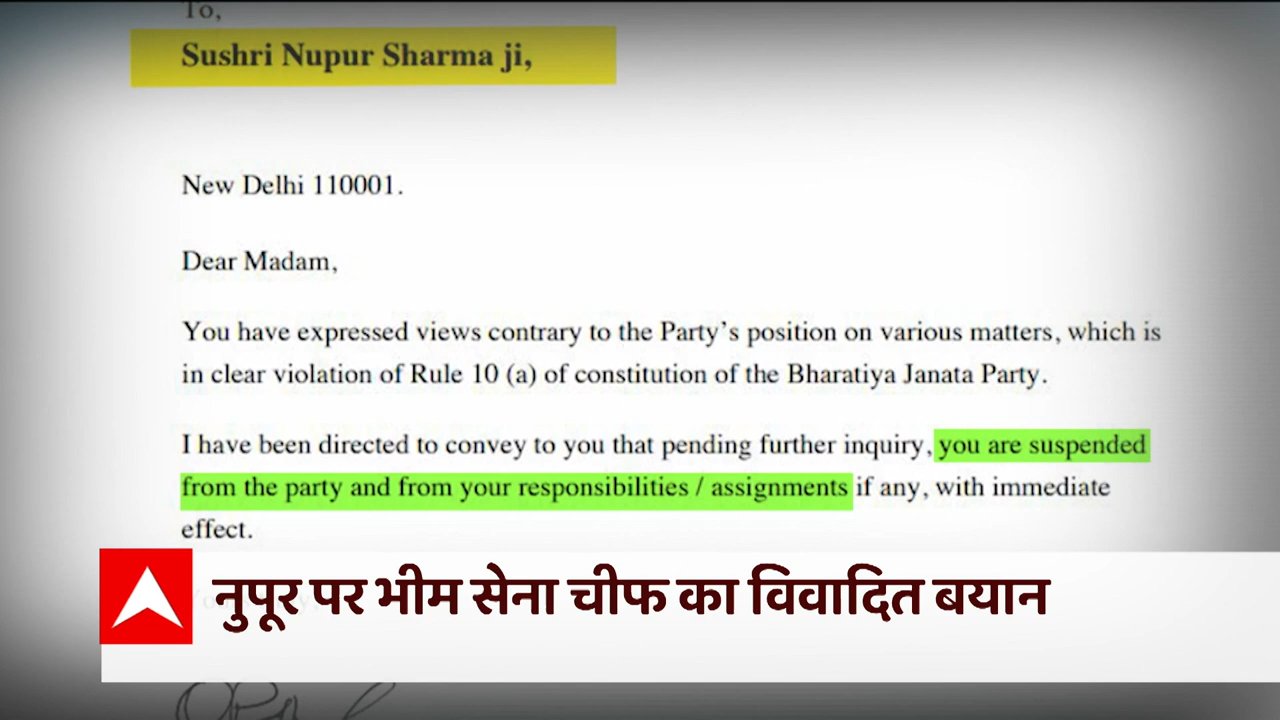 To,
Sushri Nupur Sharma ji,
New Delhi 110001.
Dear Madam,
You have expressed views contrary to the Party's position on various matters, which is
in clear violation of Rule 10 (a) of constitution of the Bharatiya Janata Party.
I have been directed to convey to you that pending further inquiry, you are suspended
from the party and from your responsibilities / assignments if any, with immediate
effect.
नुपूर पर भीम सेना चीफ का विवादित बयान